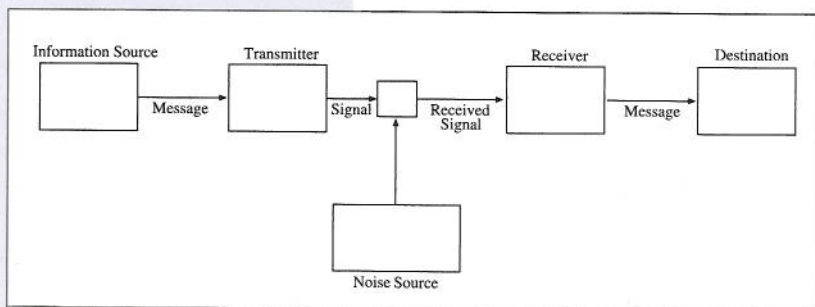 Information Source
Transmitter
Receiver
Destination
Message
Signal
Received
Signal
Message
Noise Source